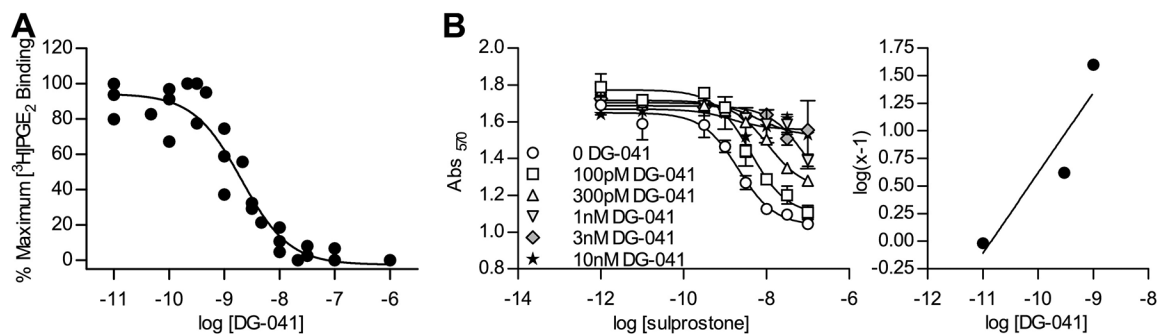 A
% Maximum [³H]PGE₂ Binding
120
100
80
60
40
20
0
-11
-10
-9
-8
-7
-6
log [DG-041]
B
Abs ₅₇₀
2.0
1.8
1.6
1.4
1.2
1.0
0.8
0 DG-041
100pM DG-041
300pM DG-041
1nM DG-041
3nM DG-041
10nM DG-041
-14
-12
-10
-8
-6
log [sulprostone]
log(x-1)
1.75
1.50
1.25
1.00
0.75
0.50
0.25
0.00
-0.25
-12
-11
-10
-9
-8
log [DG-041]